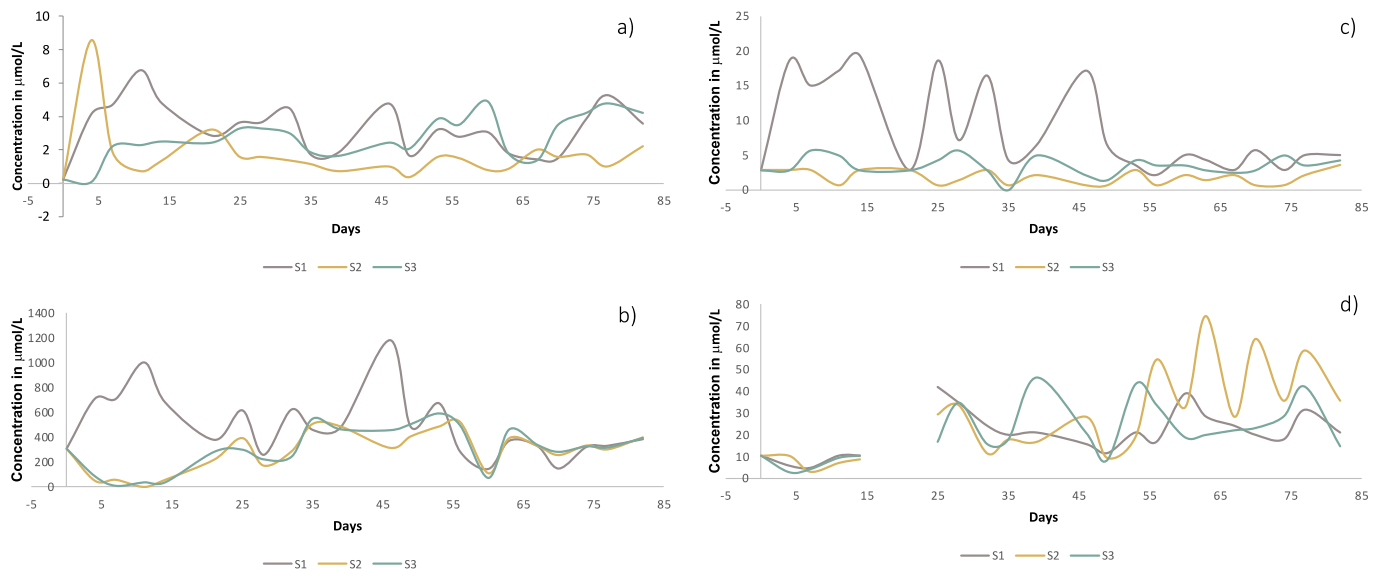 a)
Concentration in μmol/L
10
8
6
4
2
0
-2
-5 5 15 25 35 45 55 65 75 85
Days
S1 S2 S3
c)
Concentration in μmol/L
25
20
15
10
5
0
-5 5 15 25 35 45 55 65 75 85
Days
S1 S2 S3
b)
Concentration in μmol/L
1400
1200
1000
800
600
400
200
0
-5 5 15 25 35 45 55 65 75 85
Days
S1 S2 S3
d)
Concentration in μmol/L
80
70
60
50
40
30
20
10
0
-5 5 15 25 35 45 55 65 75 85
Days
S1 S2 S3